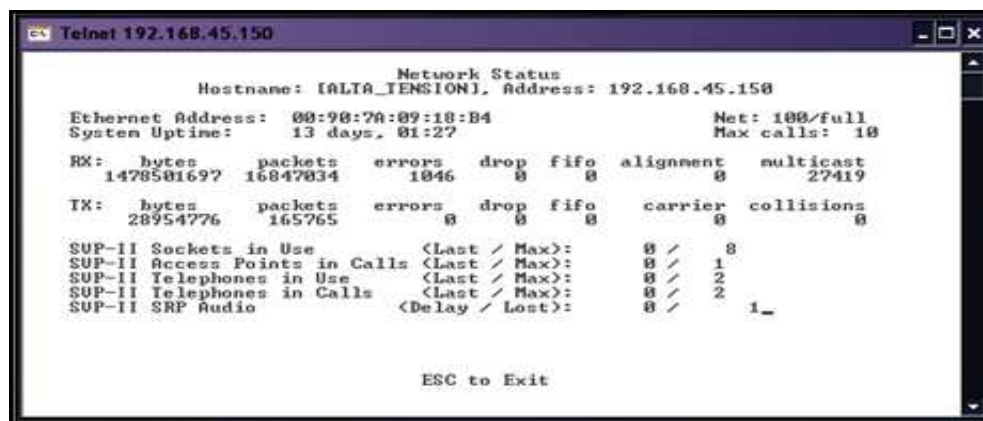 Telnet 192.168.45.150
Network Status
Hostname: [ALTA_TENSION], Address: 192.168.45.150
Ethernet Address: 00:90:7A:09:18:B4 Net: 100/full
System Uptime: 13 days, 01:27 Max calls: 10
RX: bytes packets errors drop fifo alignment multicast
1478501697 16847034 1046 0 0 0 27419
TX: bytes packets errors drop fifo carrier collisions
28954776 165765 0 0 0 0 0
SVP-II Sockets in Use (Last / Max): 0 / 8
SVP-II Access Points in Calls (Last / Max): 0 / 1
SVP-II Telephones in Use (Last / Max): 0 / 2
SVP-II Telephones in Calls (Last / Max): 0 / 2
SVP-II SRP Audio (Delay / Lost): 0 / 1_
ESC to Exit